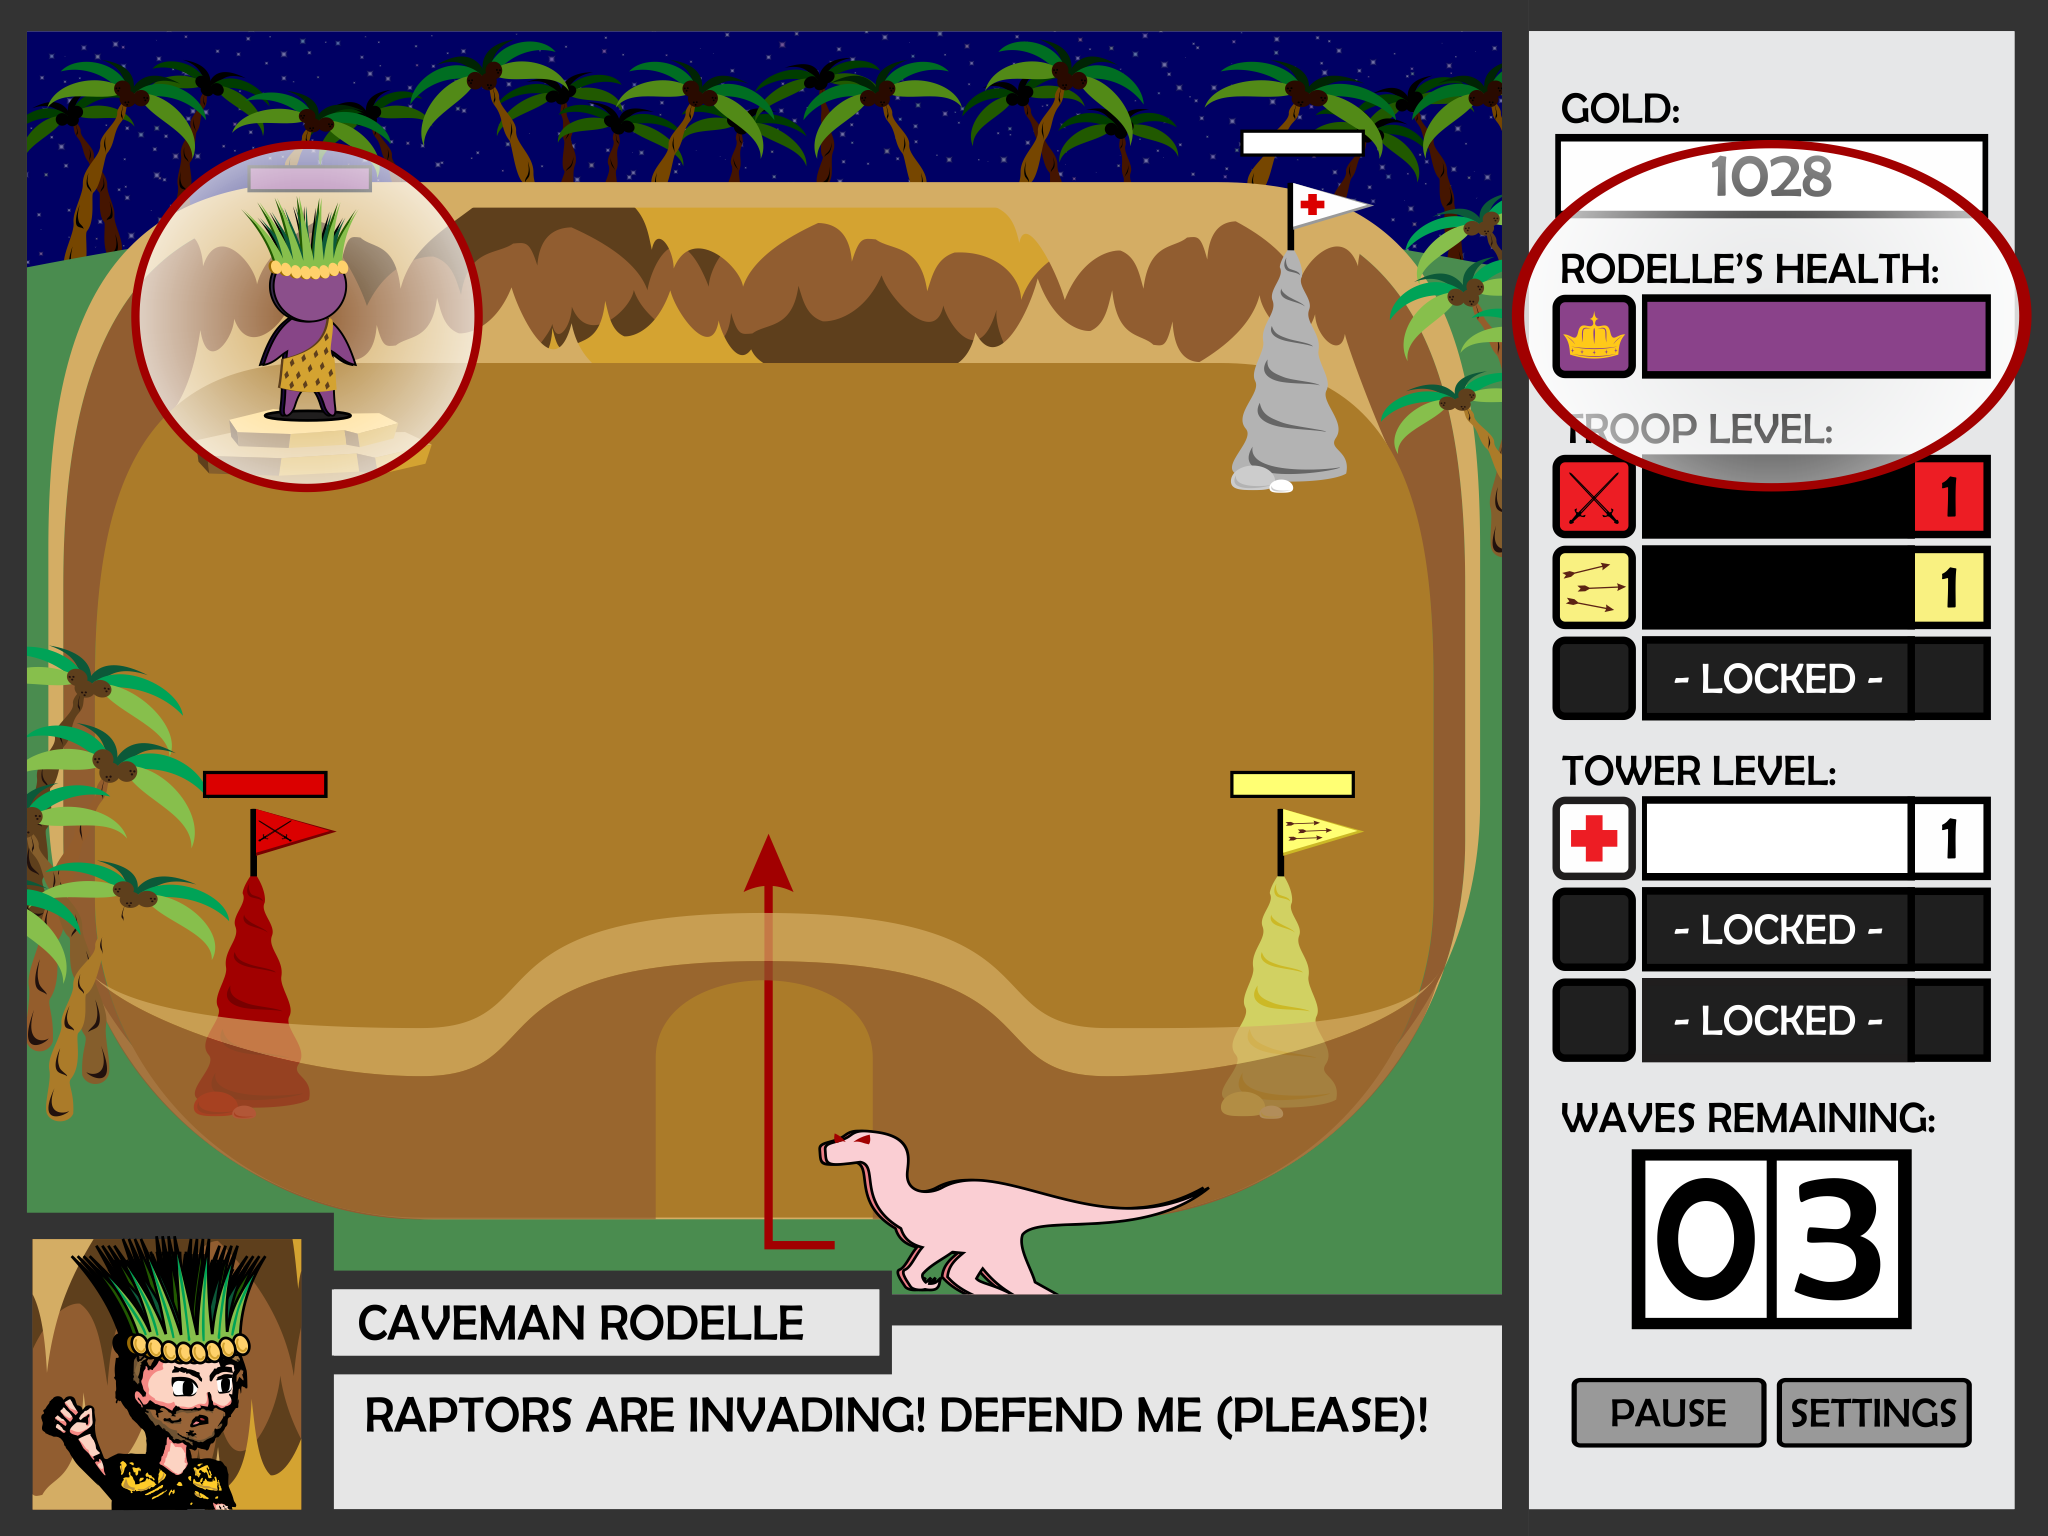 GOLD:
1028
RODELLE'S HEALTH:
TROOP LEVEL:
1
1
- LOCKED -
TOWER LEVEL:
1
- LOCKED -
- LOCKED -
WAVES REMAINING:
03
PAUSE SETTINGS
CAVEMAN RODELLE
RAPTORS ARE INVADING! DEFEND ME (PLEASE)!